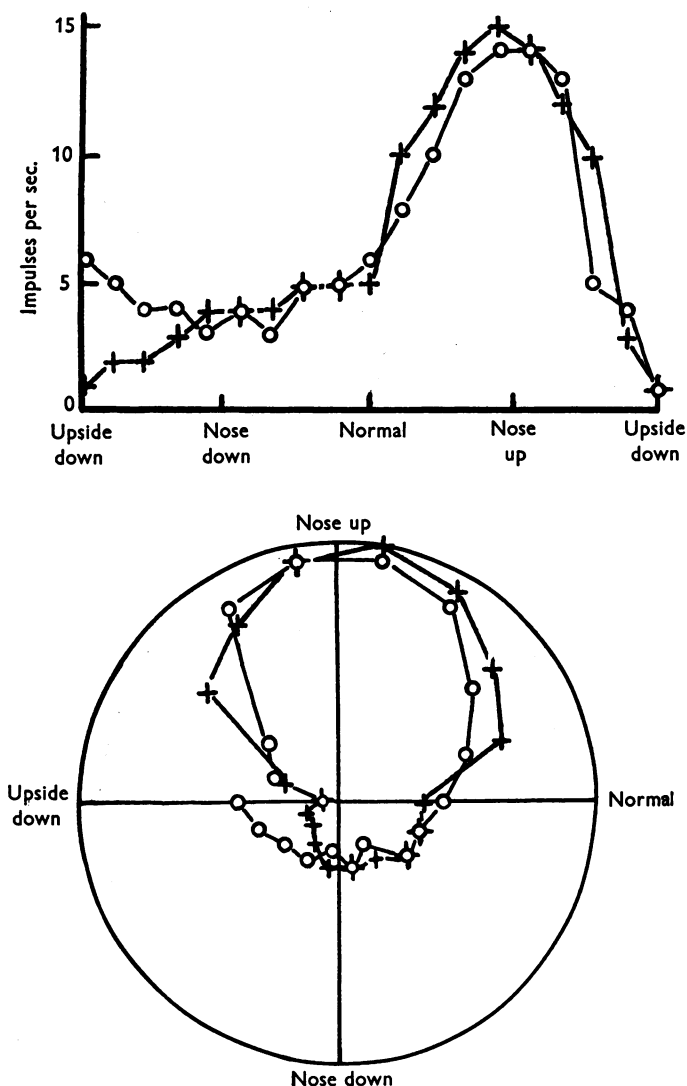 15
10
5
0
Impulses per sec.
Upside Nose Normal Nose Upside
down down up down
Nose up
Upside
down
Normal
Nose down